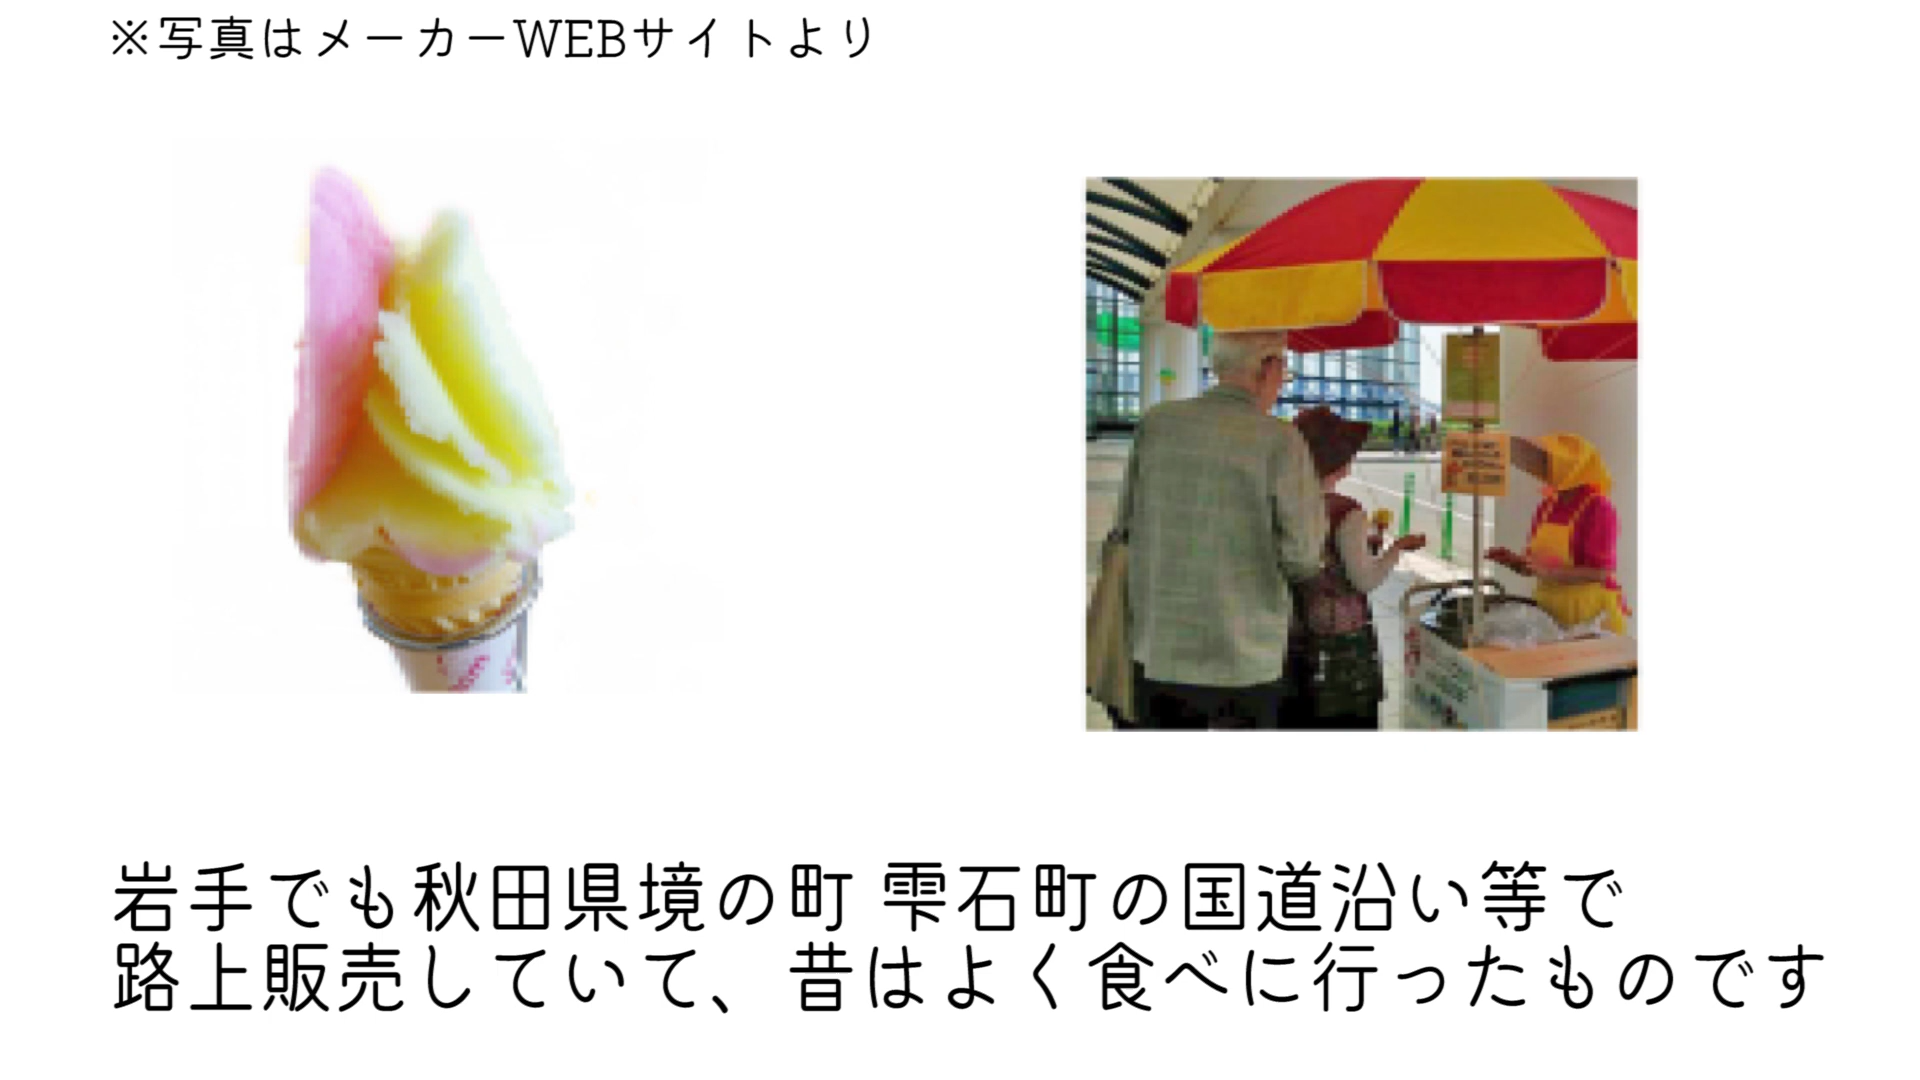 ※写真はメーカーWEBサイトより
岩手でも秋田県境の町 雫石町の国道沿い等で
路上販売していて、昔はよく食べに行ったものです